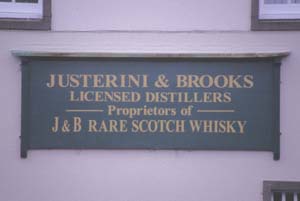 JUSTERINI & BROOKS
LICENSED DISTILLERS
Proprietors of
J & B RARE SCOTCH WHISKY